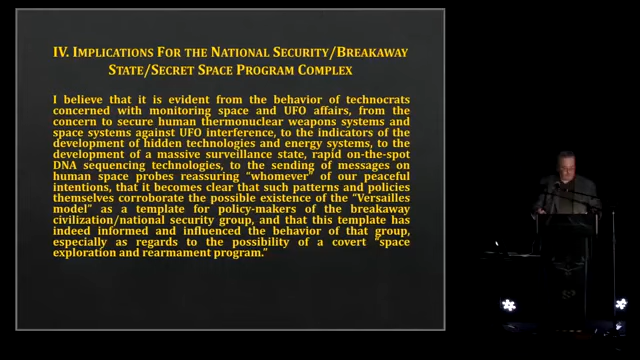 IV. IMPLICATIONS FOR THE NATIONAL SECURITY/BREAKAWAY
STATE/SECRET SPACE PROGRAM COMPLEX
I believe that it is evident from the behavior of technocrats
concerned with monitoring space and UFO affairs, from the
concern to secure human thermonuclear weapons systems and
space systems against UFO interference, to the indicators of the
development of hidden technologies and energy systems, to the
development of a massive surveillance state, rapid on-the-spot
DNA sequencing technologies, to the sending of messages on
human space probes reassuring "whomever" of our peaceful
intentions, that it becomes clear that such patterns and policies
themselves corroborate the possible existence of the "Versailles
model" as a template for policy-makers of the breakaway
civilization/national security group, and that this template has
indeed informed and influenced the behavior of that group,
especially as regards to the possibility of a covert "space
exploration and rearmament program."